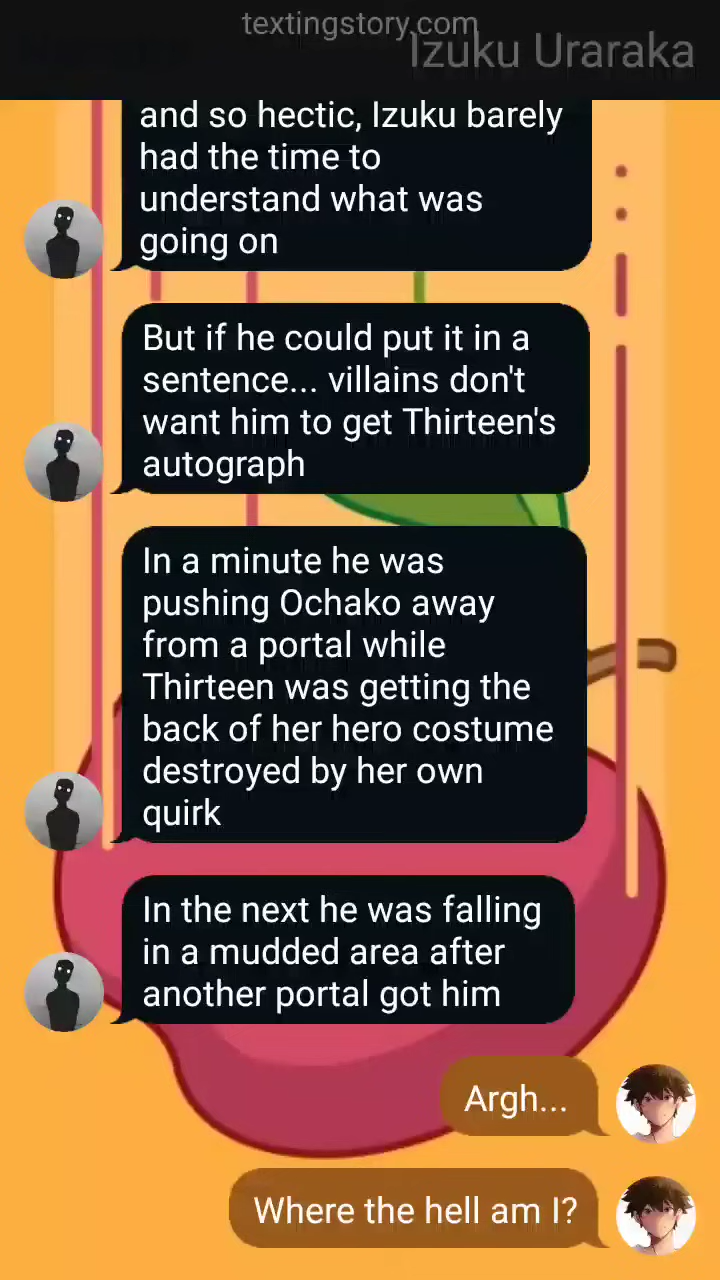 textingstory.com
Izuku Uraraka
and so hectic, Izuku barely
had the time to
understand what was
going on
But if he could put it in a
sentence... villains don't
want him to get Thirteen's
autograph
In a minute he was
pushing Ochako away
from a portal while
Thirteen was getting the
back of her hero costume
destroyed by her own
quirk
In the next he was falling
in a mudded area after
another portal got him
Argh...
Where the hell am I?